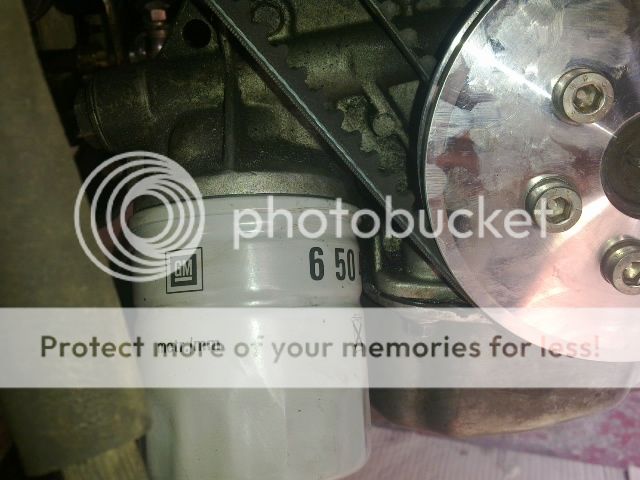 photobucket
GM
6 50
Protect more of your memories for less!